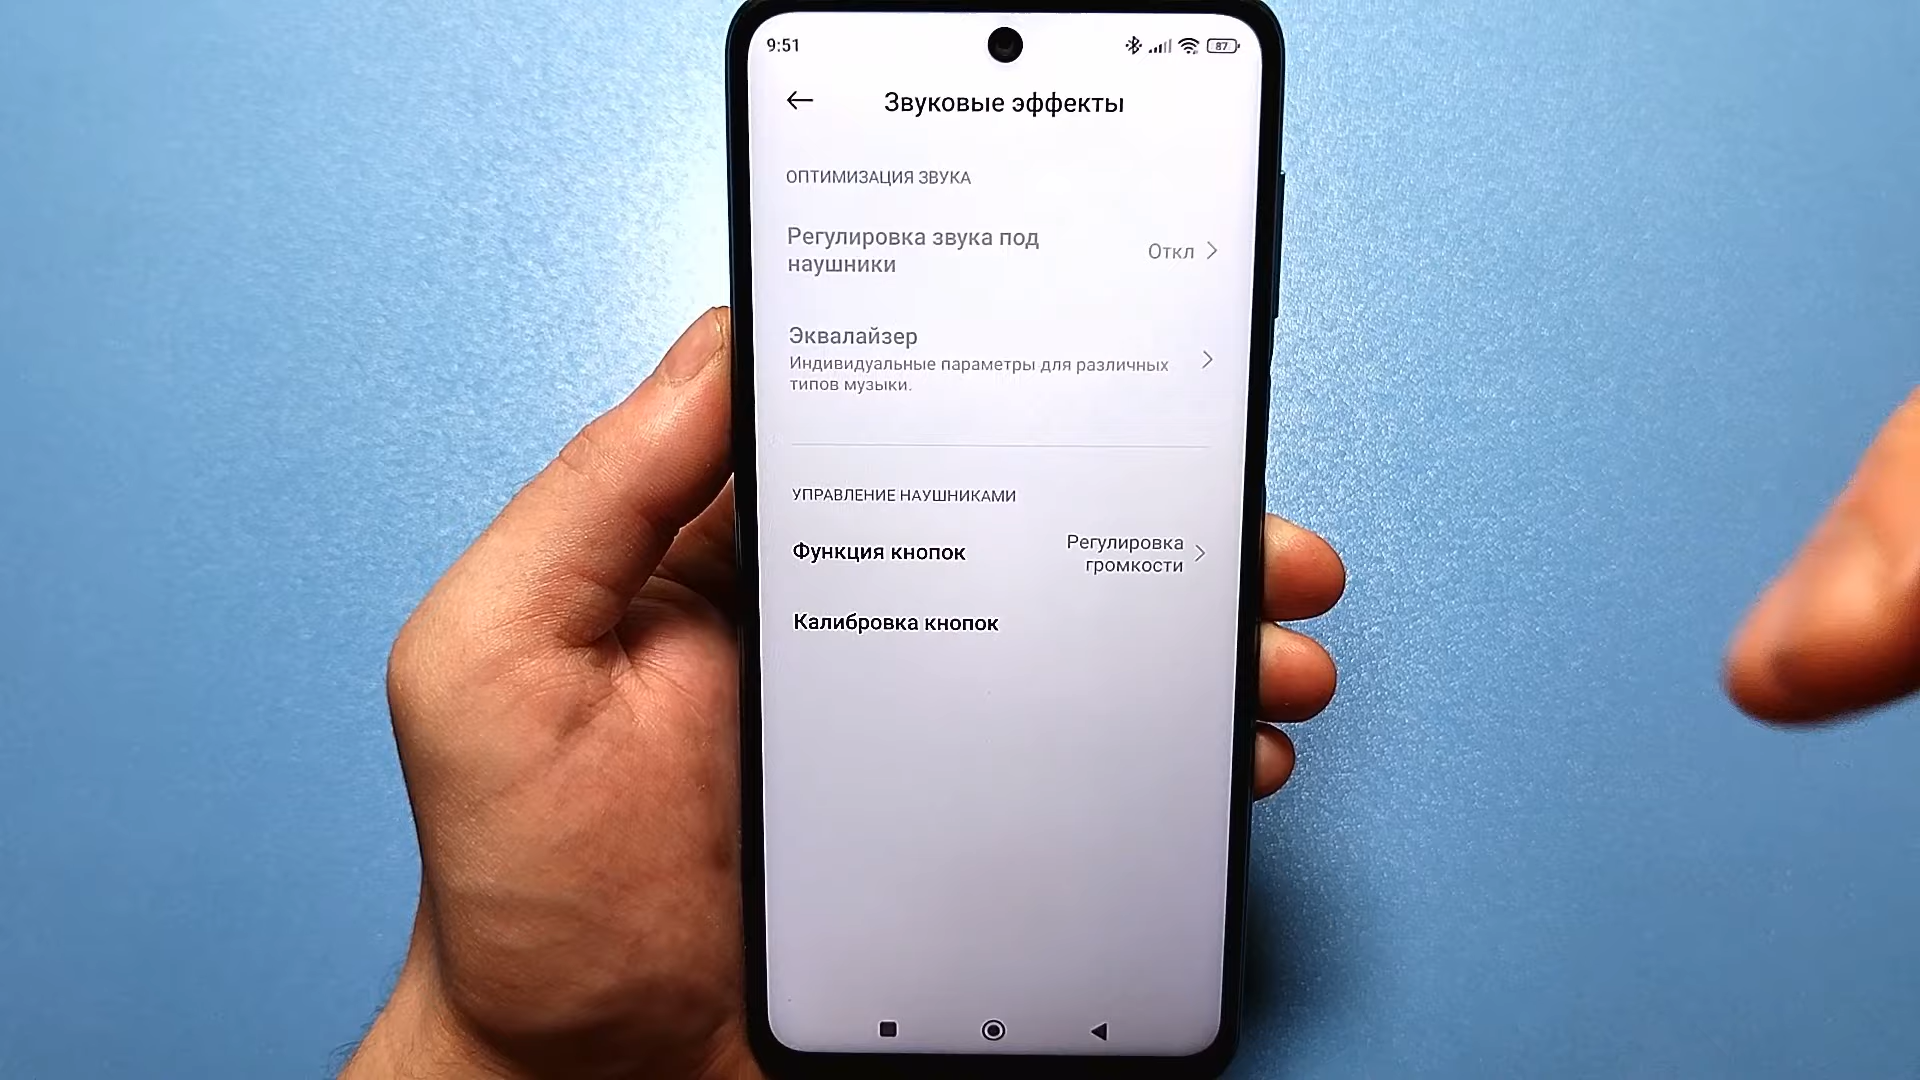 9:51
87
Звуковые эффекты
ОПТИМИЗАЦИЯ ЗВУКА
Регулировка звука под
наушники
Откл
Эквалайзер
Индивидуальные параметры для различных
типов музыки.
УПРАВЛЕНИЕ НАУШНИКАМИ
Функция кнопок
Регулировка
громкости
Калибровка кнопок